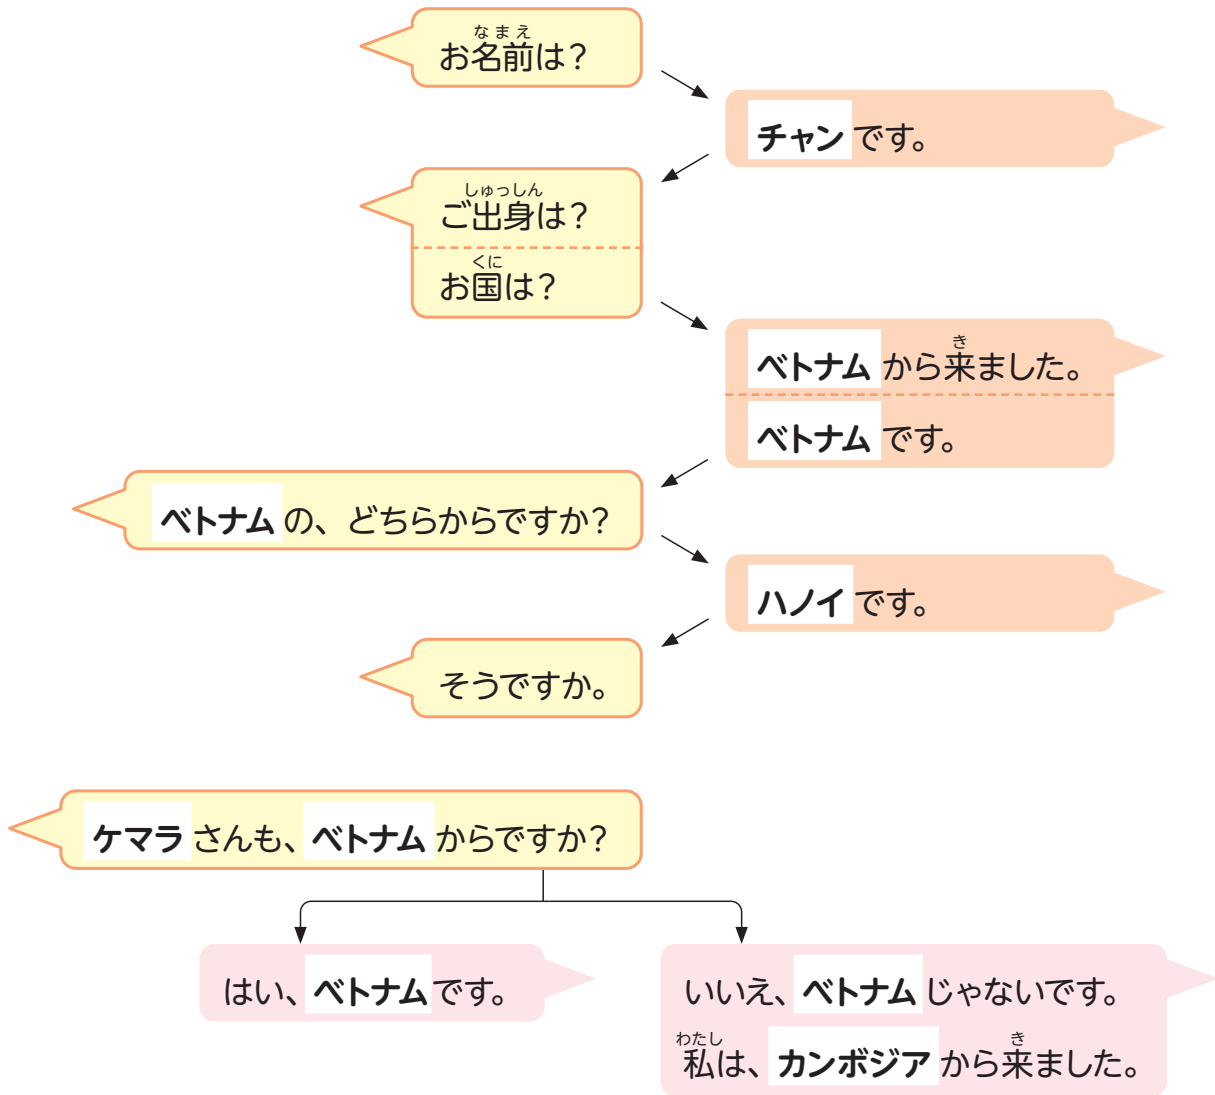 なまえ
お名前は？
チャンです。
しゅっしん
ご出身は？
くに
お国は？
き
ベトナムから来ました。
ベトナムです。
ベトナムの、どちらからですか？
ハノイです。
そうですか。
ケマラさんも、ベトナムからですか？
はい、ベトナムです。
いいえ、ベトナムじゃないです。
わたし き
私は、カンボジアから来ました。